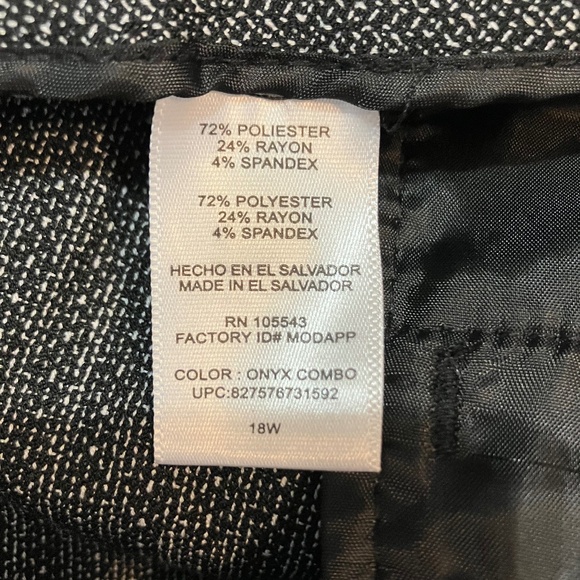 72% POLIESTER
24% RAYON
4% SPANDEX
72% POLYESTER
24% RAYON
4% SPANDEX
HECHO EN EL SALVADOR
MADE IN EL SALVADOR
RN 105543
FACTORY ID# MODAPP
COLOR : ONYX COMBO
UPC:827576731592
18W